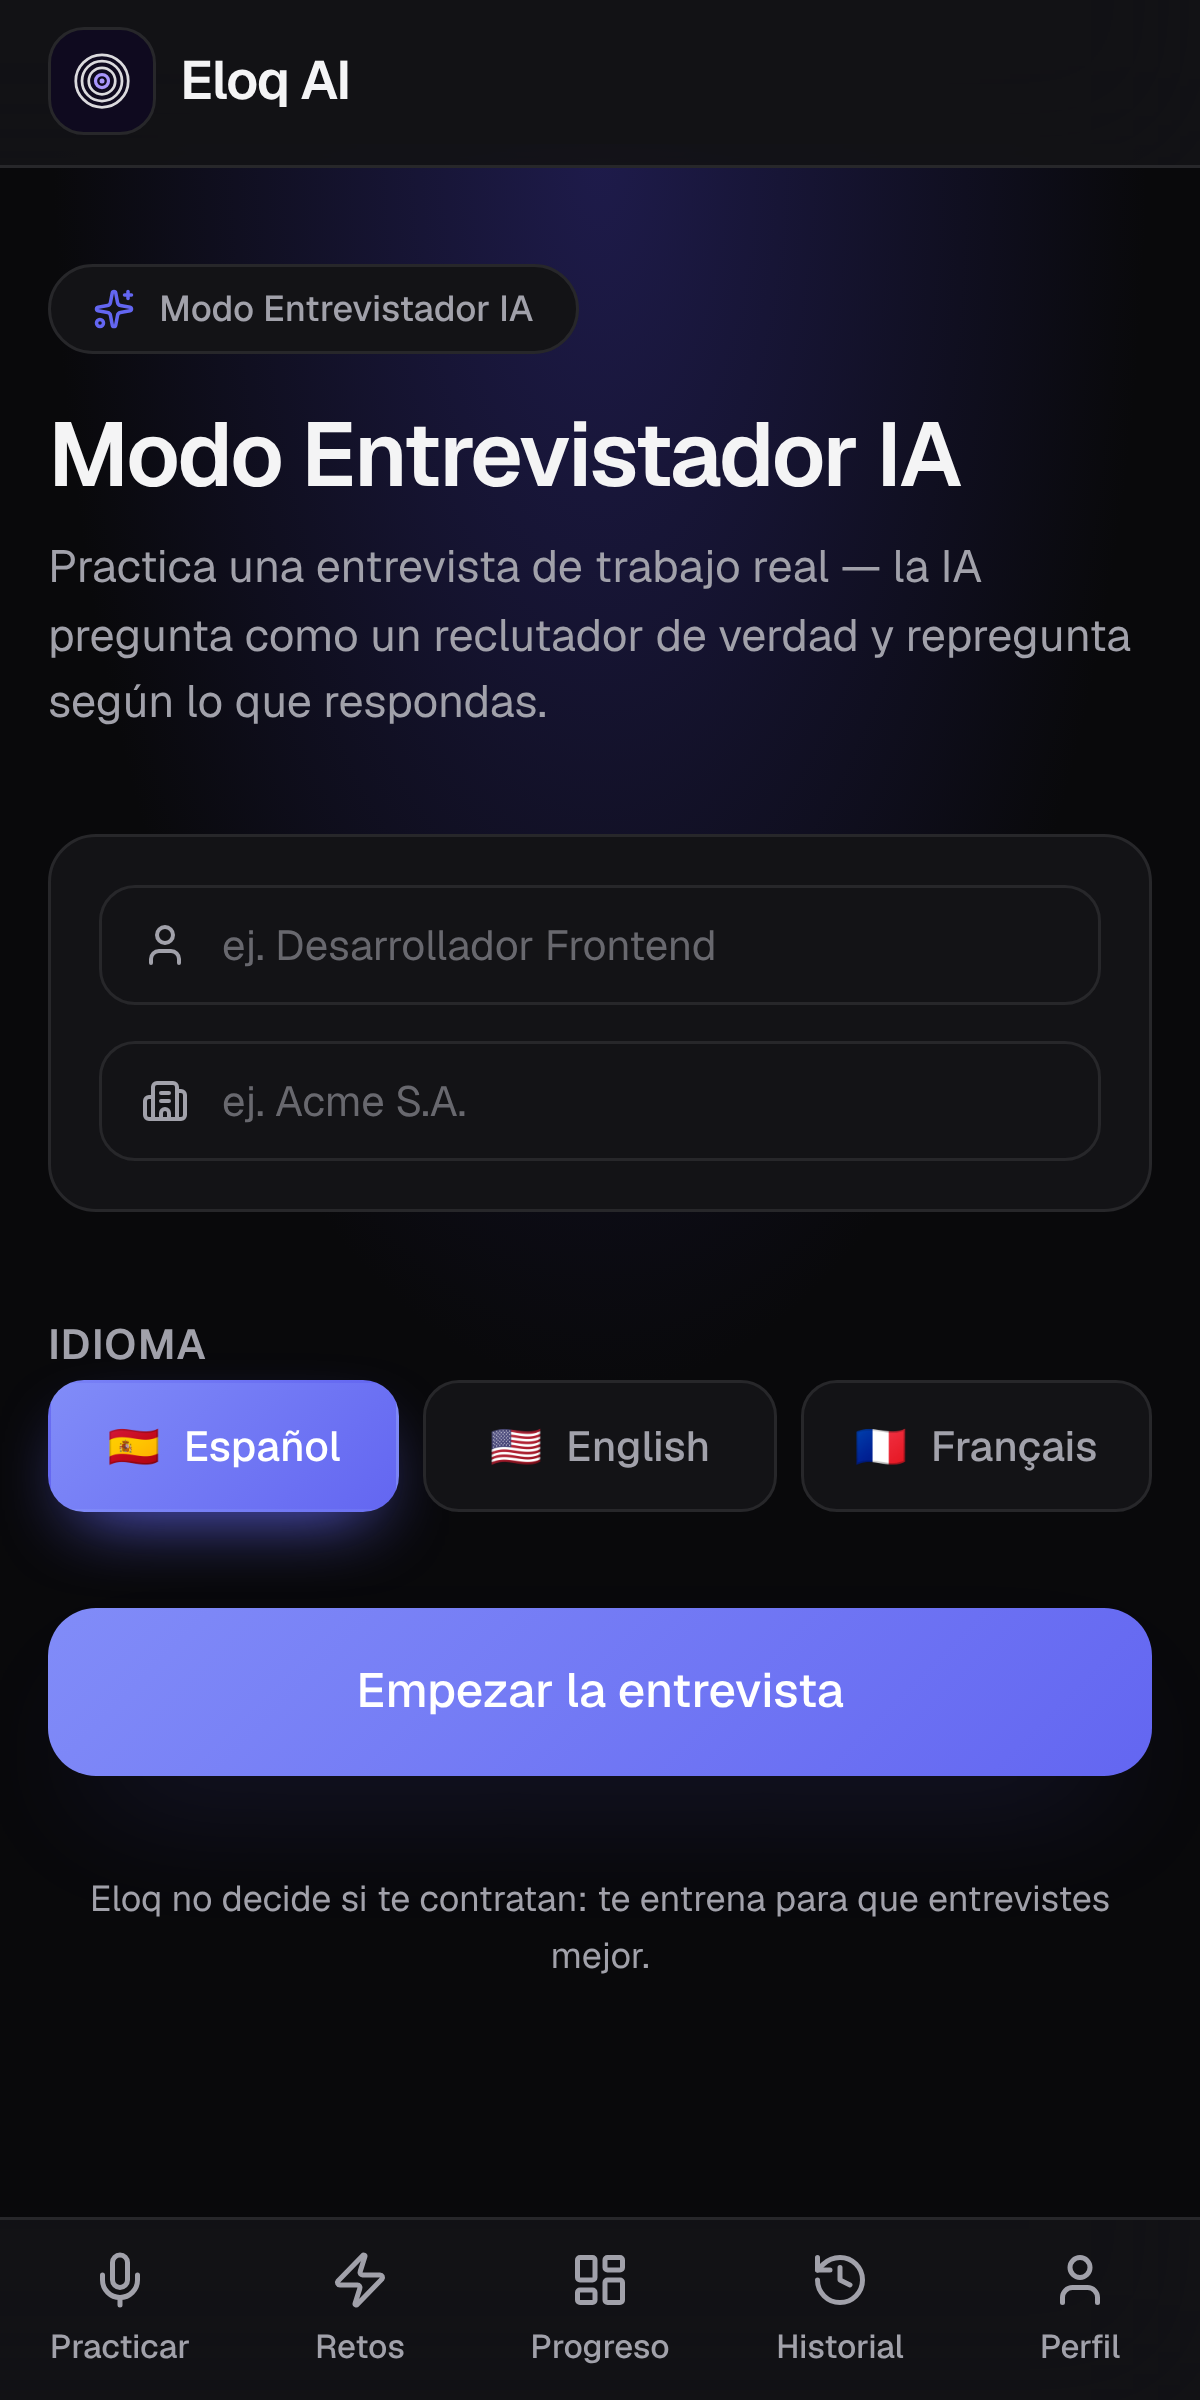 Eloq AI
Modo Entrevistador IA
Modo Entrevistador IA
Practica una entrevista de trabajo real — la IA
pregunta como un reclutador de verdad y repregunta
según lo que respondas.
ej. Desarrollador Frontend
ej. Acme S.A.
IDIOMA
Español
English
Français
Empezar la entrevista
Eloq no decide si te contratan: te entrena para que entrevistes
mejor.
Practicar
Retos
Progreso
Historial
Perfil